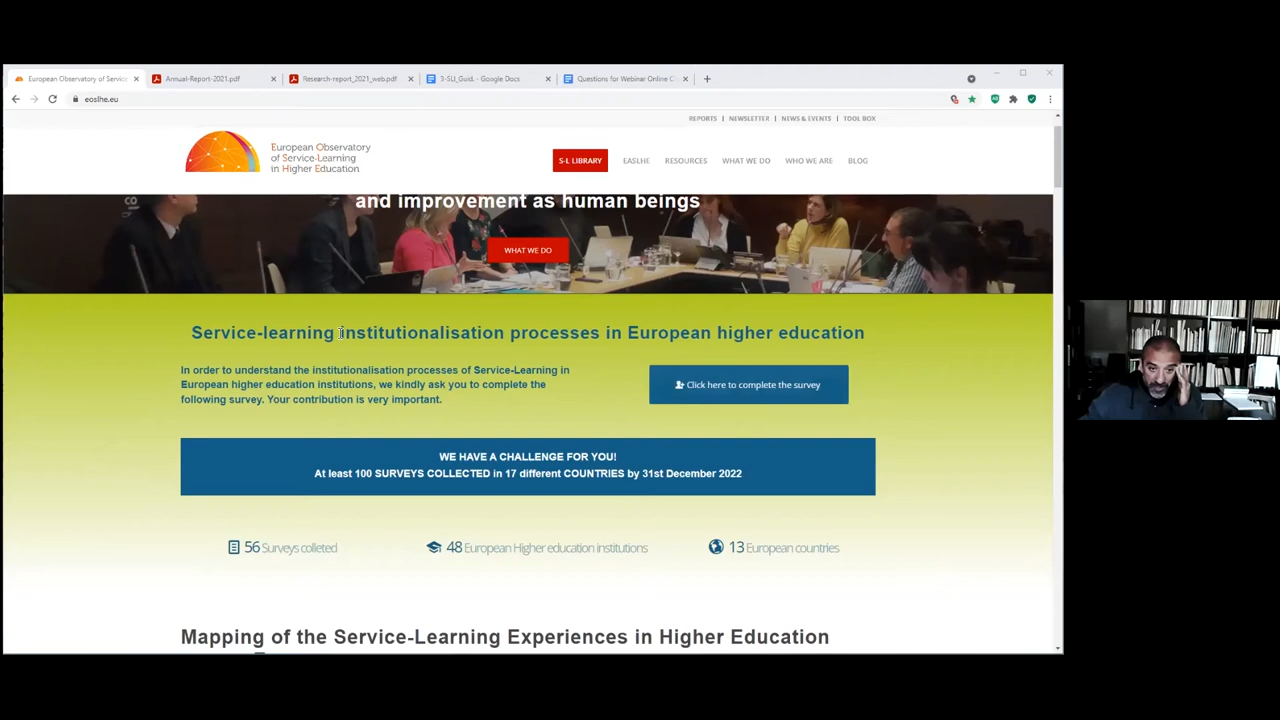 European Observatory of Service
Annual-Report-2021.pdf
Research-report_2021_web.pdf
3-SLI_Guid. - Google Docs
Questions for Webinar Online
eoslhe.eu
REPORTS | NEWSLETTER | NEWS & EVENTS | TOOL BOX
European Observatory
of Service-Learning
in Higher Education
S-L LIBRARY EASLHE RESOURCES WHAT WE DO WHO WE ARE BLOG
and improvement as human beings
WHAT WE DO
Service-learning institutionalisation processes in European higher education
In order to understand the institutionalisation processes of Service-Learning in
European higher education institutions, we kindly ask you to complete the
following survey. Your contribution is very important.
Click here to complete the survey
WE HAVE A CHALLENGE FOR YOU!
At least 100 SURVEYS COLLECTED in 17 different COUNTRIES by 31st December 2022
56 Surveys colleted
48 European Higher education institutions
13 European countries
Mapping of the Service-Learning Experiences in Higher Education